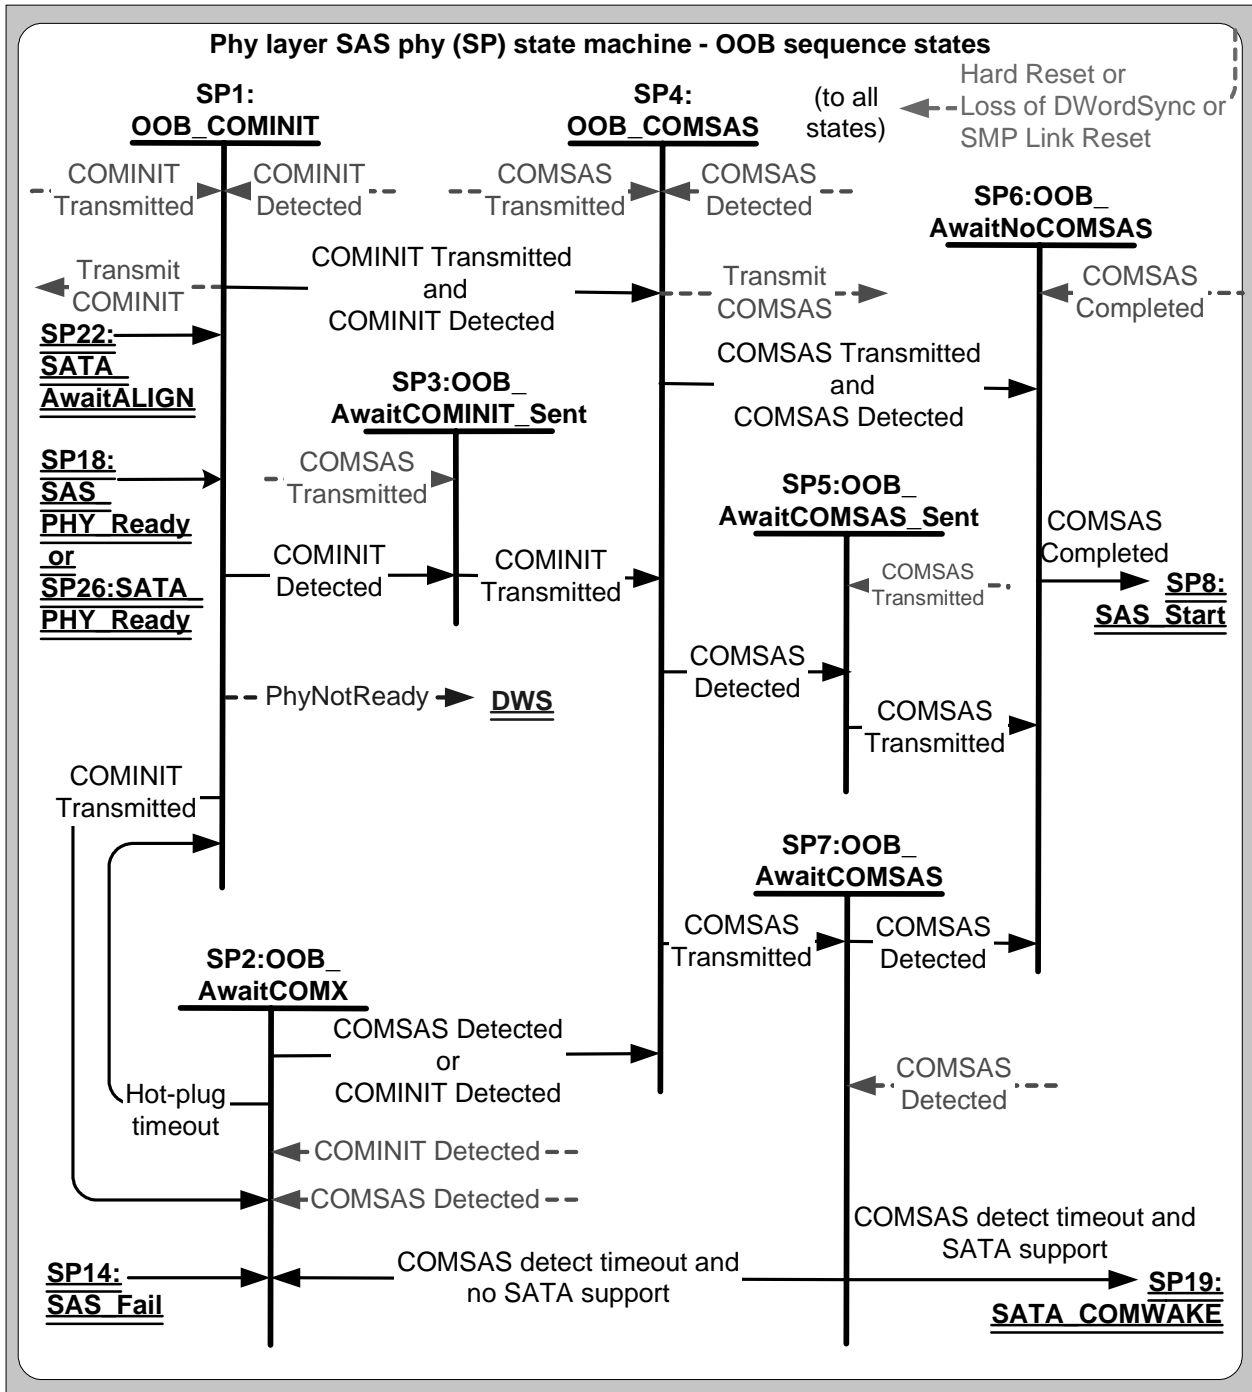 Phy layer SAS phy (SP) state machine - OOB sequence states
SP1:
OOB_COMINIT
SP4:
OOB_COMSAS
(to all
states)
Hard Reset or
Loss of DWordSync or
SMP Link Reset
COMINIT
Transmitted
COMINIT
Detected
COMSAS
Transmitted
COMSAS
Detected
SP6:OOB_
AwaitNoCOMSAS
Transmit
COMINIT
COMINIT Transmitted
and
COMINIT Detected
Transmit
COMSAS
COMSAS
Completed
SP22:
SATA_
AwaitALIGN
SP3:OOB_
AwaitCOMINIT_Sent
COMSAS Transmitted
and
COMSAS Detected
SP18:
SAS_
PHY_Ready
or
SP26:SATA_
PHY_Ready
COMSAS
Transmitted
SP5:OOB_
AwaitCOMSAS_Sent
COMINIT
Detected
COMINIT
Transmitted
COMSAS
Transmitted
COMSAS
Completed
SP8:
SAS_Start
COMSAS
Detected
PhyNotReady
DWS
COMSAS
Transmitted
COMINIT
Transmitted
SP7:OOB_
AwaitCOMSAS
COMSAS
Transmitted
COMSAS
Detected
SP2:OOB_
AwaitCOMX
COMSAS Detected
or
COMINIT Detected
Hot-plug
timeout
COMSAS
Detected
COMINIT Detected
COMSAS Detected
COMSAS detect timeout and
SATA support
SP14:
SAS_Fail
COMSAS detect timeout and
no SATA support
SP19:
SATA_COMWAKE